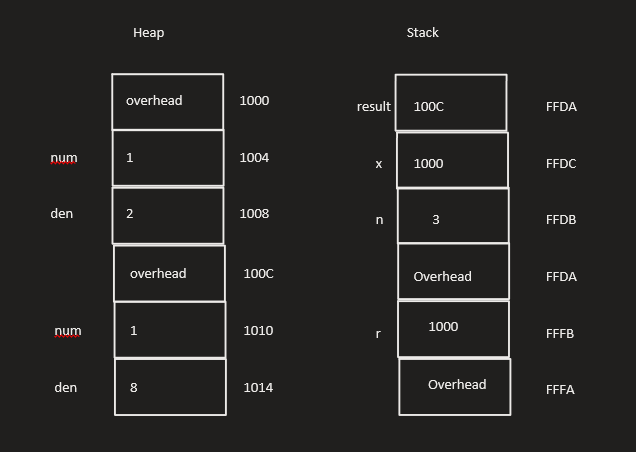 Heap Stack
overhead 1000
result 100C FFDA
num 1 1004
x 1000 FFDC
den 2 1008
n 3 FFDB
overhead 100C
Overhead FFDA
num 1 1010
r 1000 FFFB
den 8 1014
Overhead FFFA